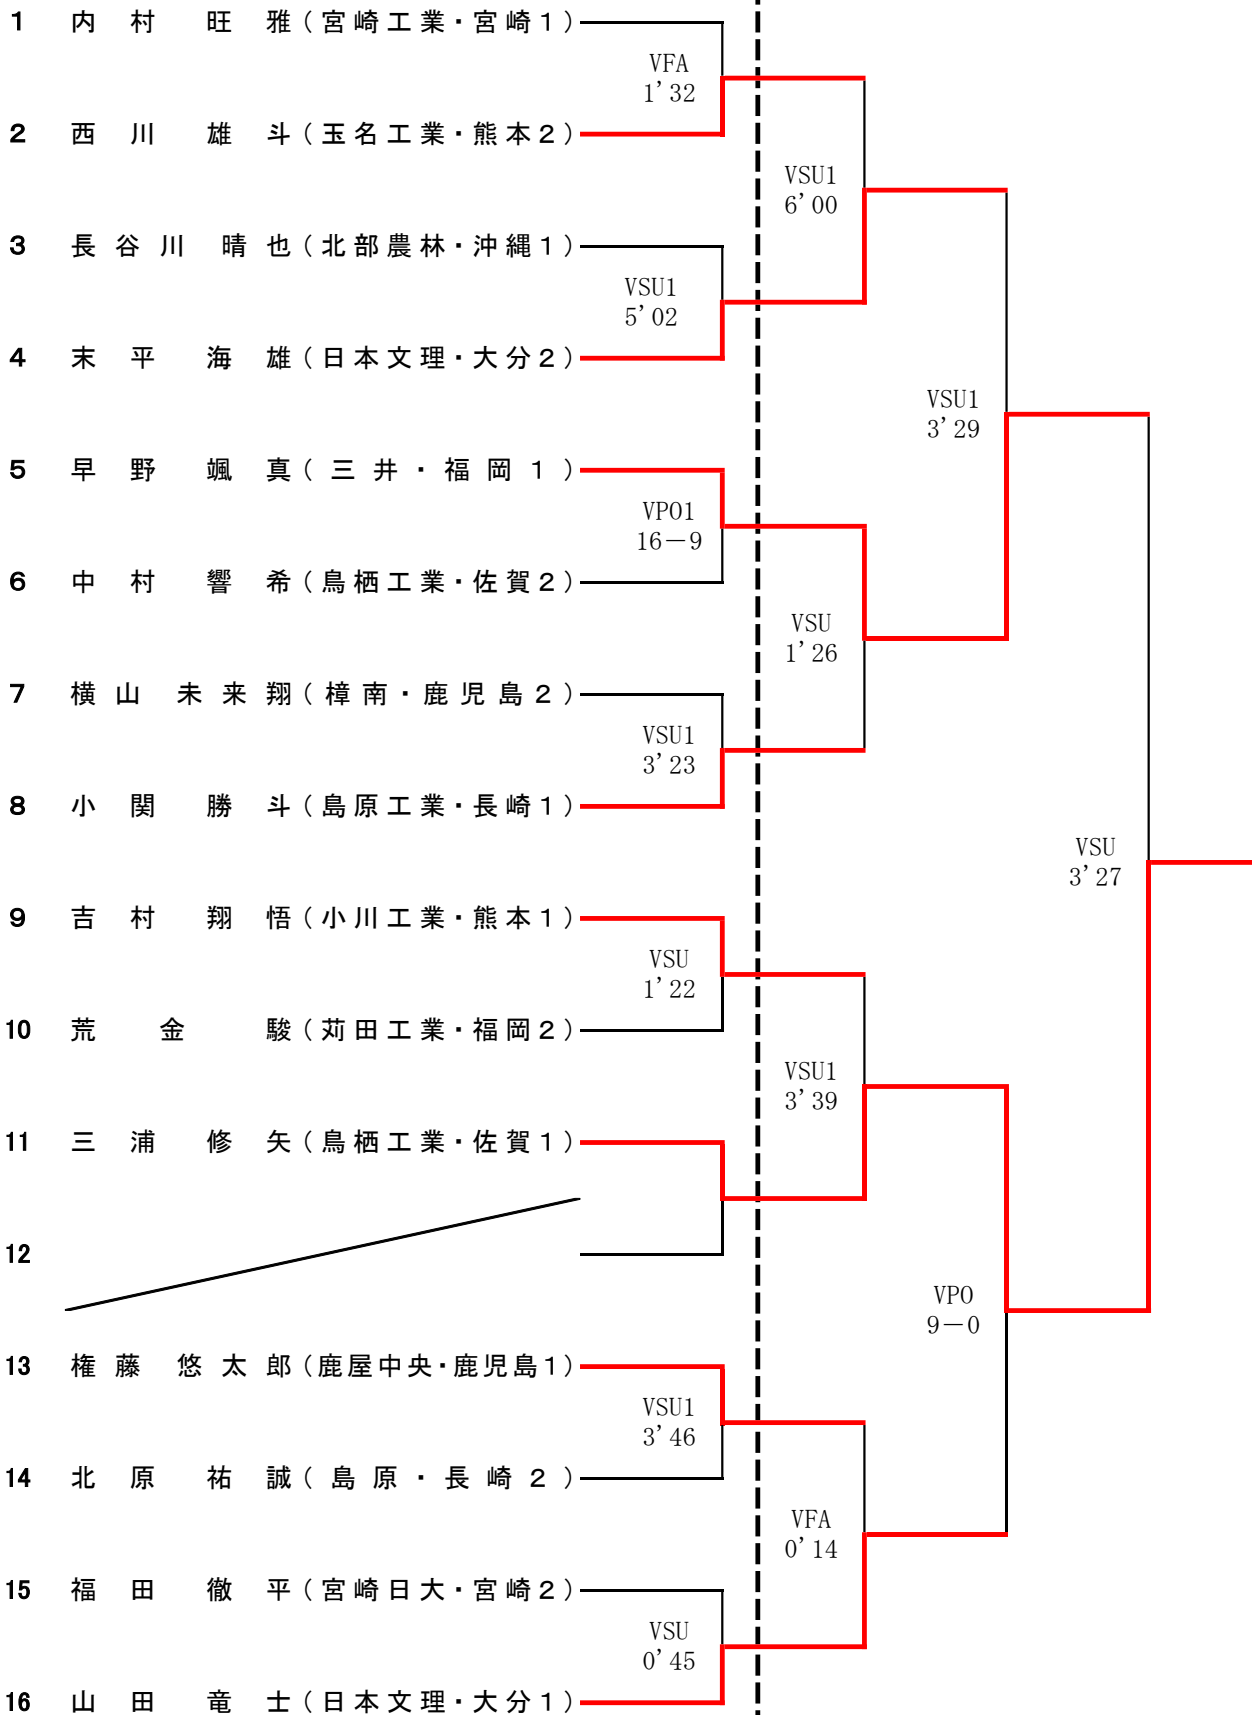 1 内村 旺雅(宮崎工業・宮崎1)
VFA
1’32
2 西川 雄斗(玉名工業・熊本2)
VSU1
6’00
3 長谷川 晴也(北部農林・沖縄1)
VSU1
5’02
4 末平 海雄(日本文理・大分2)
VSU1
3’29
5 早野 颯真(三井・福岡1)
VPO1
16-9
6 中村 響希(鳥栖工業・佐賀2)
VSU
1’26
7 横山 未来翔(樟南・鹿児島2)
VSU1
3’23
8 小関 勝斗(島原工業・長崎1)
VSU
3’27
9 吉村 翔悟(小川工業・熊本1)
VSU
1’22
10 荒金 駿(苅田工業・福岡2)
VSU1
3’39
11 三浦 修矢(鳥栖工業・佐賀1)
12
VPO
9-0
13 権藤 悠太郎(鹿屋中央・鹿児島1)
VSU1
3’46
14 北原 祐誠(島原・長崎2)
VFA
0’14
15 福田 徹平(宮崎日大・宮崎2)
VSU
0’45
16 山田 竜士(日本文理・大分1)